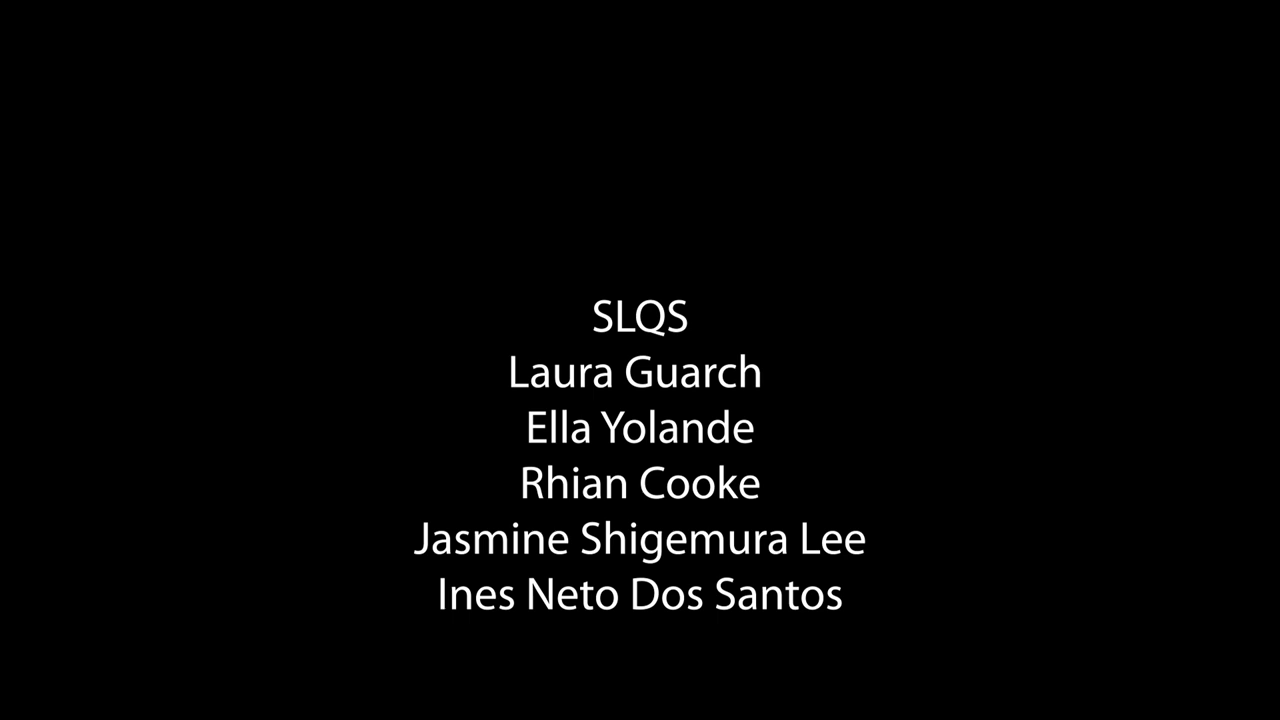 SLQS
Laura Guarch
Ella Yolande
Rhian Cooke
Jasmine Shigemura Lee
Ines Neto Dos Santos